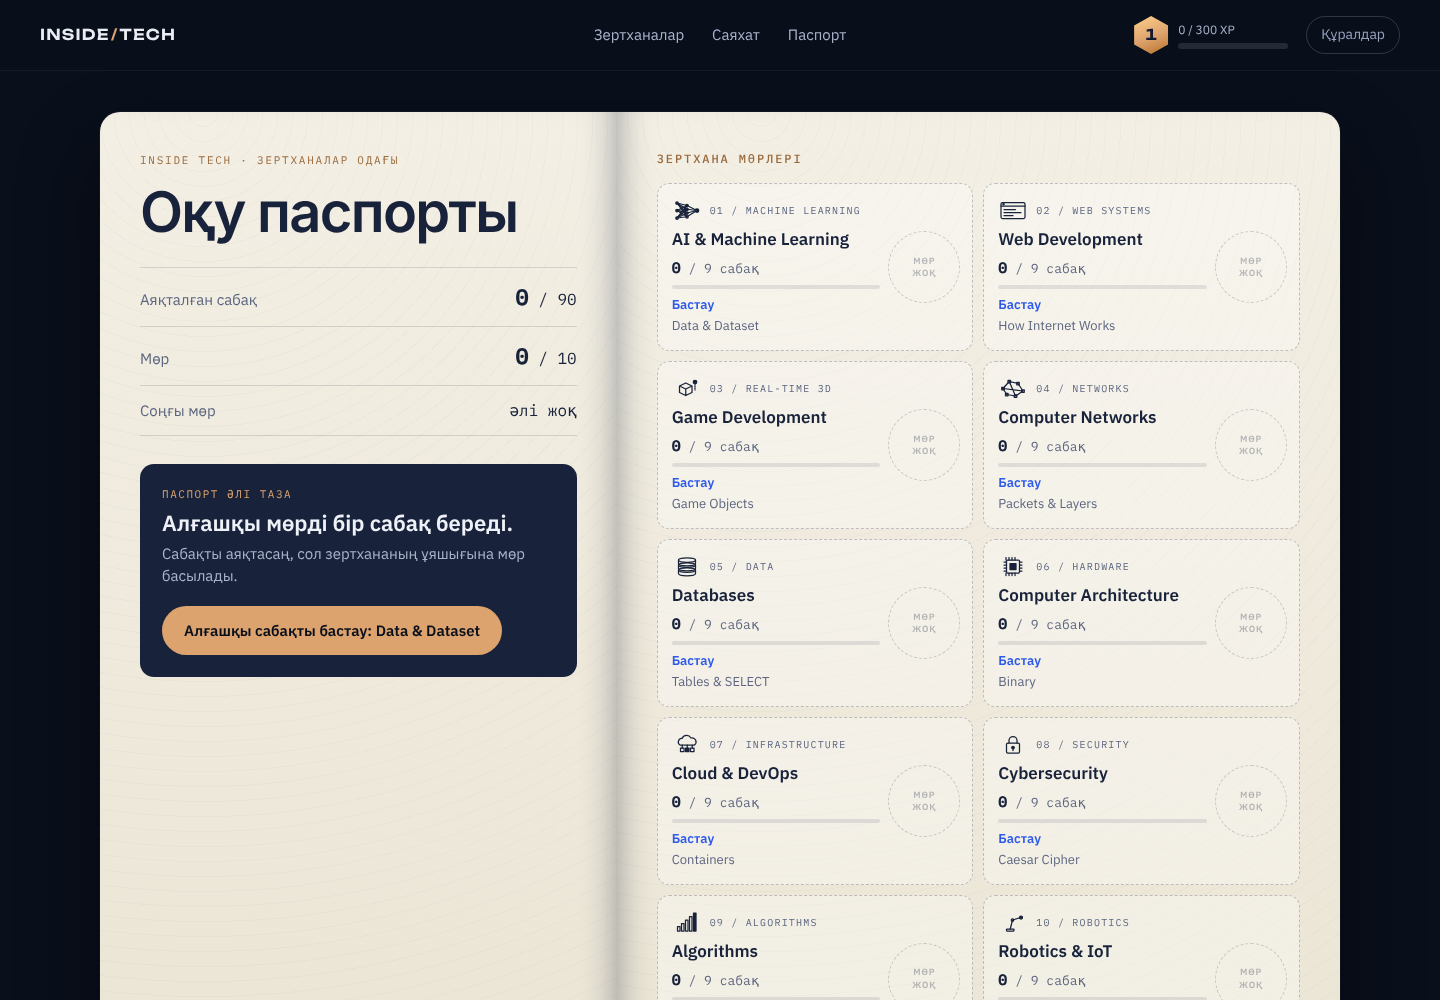 INSIDE/TECH
Зертханалар
Саяхат
Паспорт
1
0 / 300 XP
Құралдар
INSIDE TECH · ЗЕРТХАНАЛАР ОДАҒЫ
Оқу паспорты
Аяқталған сабақ
0 / 90
Мөр
0 / 10
Соңғы мөр
әлі жоқ
ПАСПОРТ ӘЛІ ТАЗА
Алғашқы мөрді бір сабақ береді.
Сабақты аяқтасаң, сол зертхананың ұяшығына мөр
басылады.
Алғашқы сабақты бастау: Data & Dataset
ЗЕРТХАНА МӨРЛЕРІ
01 / MACHINE LEARNING
AI & Machine Learning
0 / 9 сабақ
Бастау
Data & Dataset
МӨР
ЖОҚ
02 / WEB SYSTEMS
Web Development
0 / 9 сабақ
Бастау
How Internet Works
МӨР
ЖОҚ
03 / REAL-TIME 3D
Game Development
0 / 9 сабақ
Бастау
Game Objects
МӨР
ЖОҚ
04 / NETWORKS
Computer Networks
0 / 9 сабақ
Бастау
Packets & Layers
МӨР
ЖОҚ
05 / DATA
Databases
0 / 9 сабақ
Бастау
Tables & SELECT
МӨР
ЖОҚ
06 / HARDWARE
Computer Architecture
0 / 9 сабақ
Бастау
Binary
МӨР
ЖОҚ
07 / INFRASTRUCTURE
Cloud & DevOps
0 / 9 сабақ
Бастау
Containers
МӨР
ЖОҚ
08 / SECURITY
Cybersecurity
0 / 9 сабақ
Бастау
Caesar Cipher
МӨР
ЖОҚ
09 / ALGORITHMS
Algorithms
0 / 9 сабақ
МӨР
ЖОҚ
10 / ROBOTICS
Robotics & IoT
0 / 9 сабақ
МӨР
ЖОҚ